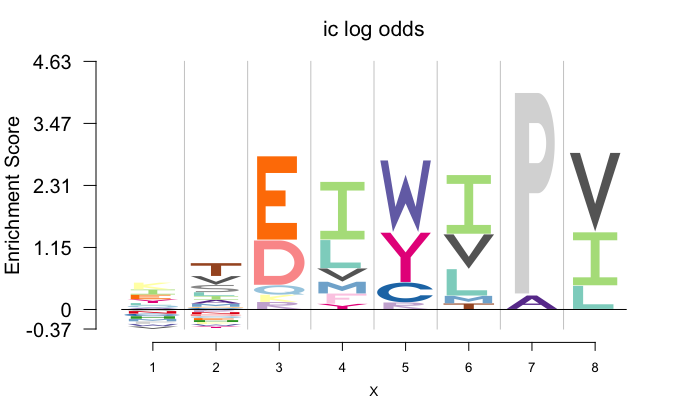 ic log odds
4.63
3.47
2.31
1.15
0
-0.37
Enrichment Score
T V
E D Q K R
I L V M F Y
W Y C R
I V L M T
P A
V I L
1 2 3 4 5 6 7 8
X